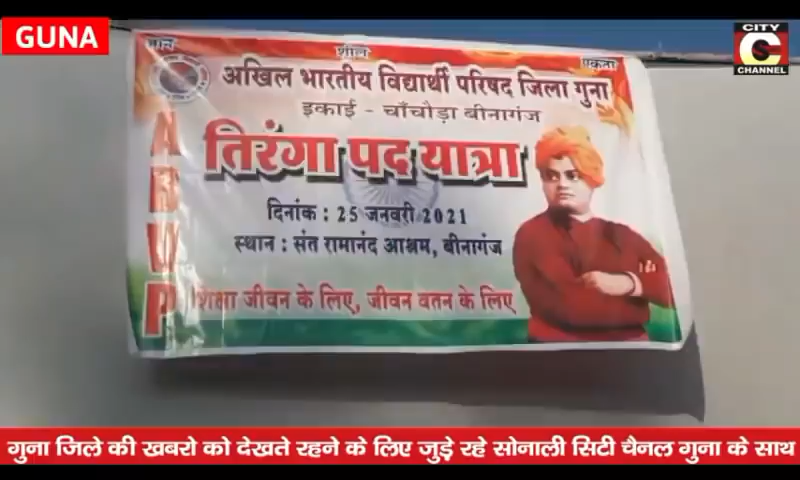 GUNA
CITY
CHANNEL
ज्ञान
शील
एकता
अखिल भारतीय विद्यार्थी परिषद जिला गुना
इकाई - चाँचौड़ा बीनागंज
तिरंगा पद यात्रा
दिनांक : 25 जनवरी 2021
स्थान : संत रामानंद आश्रम, बीनागंज
शिक्षा जीवन के लिए, जीवन वतन के लिए
ABVP
गुना जिले की खबरो को देखते रहने के लिए जुड़े रहे सोनाली सिटी चैनल गुना के साथ